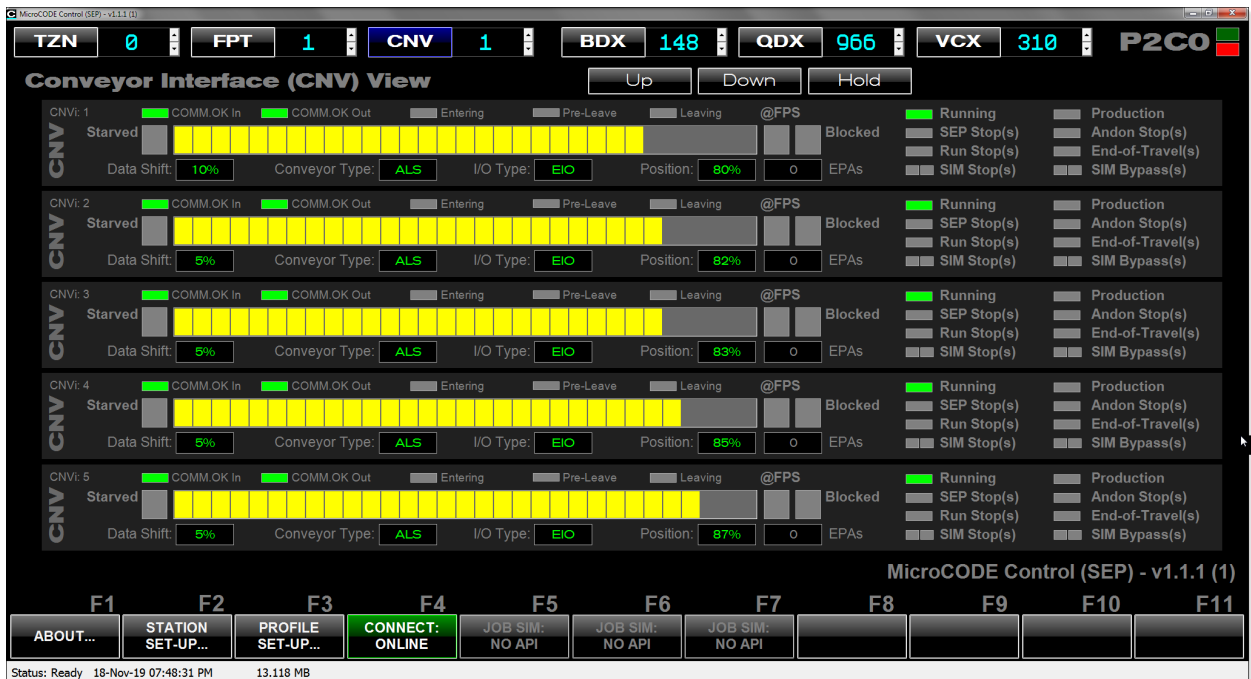 MicroCODE Control (SEP) - v1.1.1 (1)
TZN 0 FPT 1 CNV 1 BDX 148 QDX 966 VCX 310 P2C0
Conveyor Interface (CNV) View Up Down Hold
CNVi: 1 COMM.OK In COMM.OK Out Entering Pre-Leave Leaving @FPS Running Production
CNV Starved Blocked SEP Stop(s) Andon Stop(s)
Run Stop(s) End-of-Travel(s)
Data Shift: 10% Conveyor Type: ALS I/O Type: EIO Position: 80% 0 EPAs SIM Stop(s) SIM Bypass(s)
CNVi: 2 COMM.OK In COMM.OK Out Entering Pre-Leave Leaving @FPS Running Production
CNV Starved Blocked SEP Stop(s) Andon Stop(s)
Run Stop(s) End-of-Travel(s)
Data Shift: 5% Conveyor Type: ALS I/O Type: EIO Position: 82% 0 EPAs SIM Stop(s) SIM Bypass(s)
CNVi: 3 COMM.OK In COMM.OK Out Entering Pre-Leave Leaving @FPS Running Production
CNV Starved Blocked SEP Stop(s) Andon Stop(s)
Run Stop(s) End-of-Travel(s)
Data Shift: 5% Conveyor Type: ALS I/O Type: EIO Position: 83% 0 EPAs SIM Stop(s) SIM Bypass(s)
CNVi: 4 COMM.OK In COMM.OK Out Entering Pre-Leave Leaving @FPS Running Production
CNV Starved Blocked SEP Stop(s) Andon Stop(s)
Run Stop(s) End-of-Travel(s)
Data Shift: 5% Conveyor Type: ALS I/O Type: EIO Position: 85% 0 EPAs SIM Stop(s) SIM Bypass(s)
CNVi: 5 COMM.OK In COMM.OK Out Entering Pre-Leave Leaving @FPS Running Production
CNV Starved Blocked SEP Stop(s) Andon Stop(s)
Run Stop(s) End-of-Travel(s)
Data Shift: 5% Conveyor Type: ALS I/O Type: EIO Position: 87% 0 EPAs SIM Stop(s) SIM Bypass(s)
MicroCODE Control (SEP) - v1.1.1 (1)
F1 F2 F3 F4 F5 F6 F7 F8 F9 F10 F11
ABOUT... STATION SET-UP... PROFILE SET-UP... CONNECT: ONLINE JOB SIM: NO API JOB SIM: NO API JOB SIM: NO API
Status: Ready 18-Nov-19 07:48:31 PM 13.118 MB